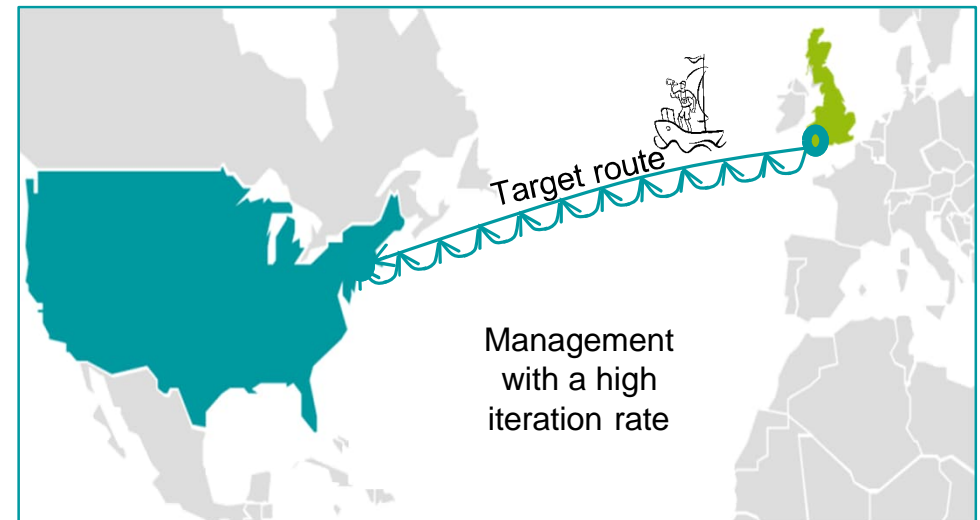 Target route
Management
with a high
iteration rate